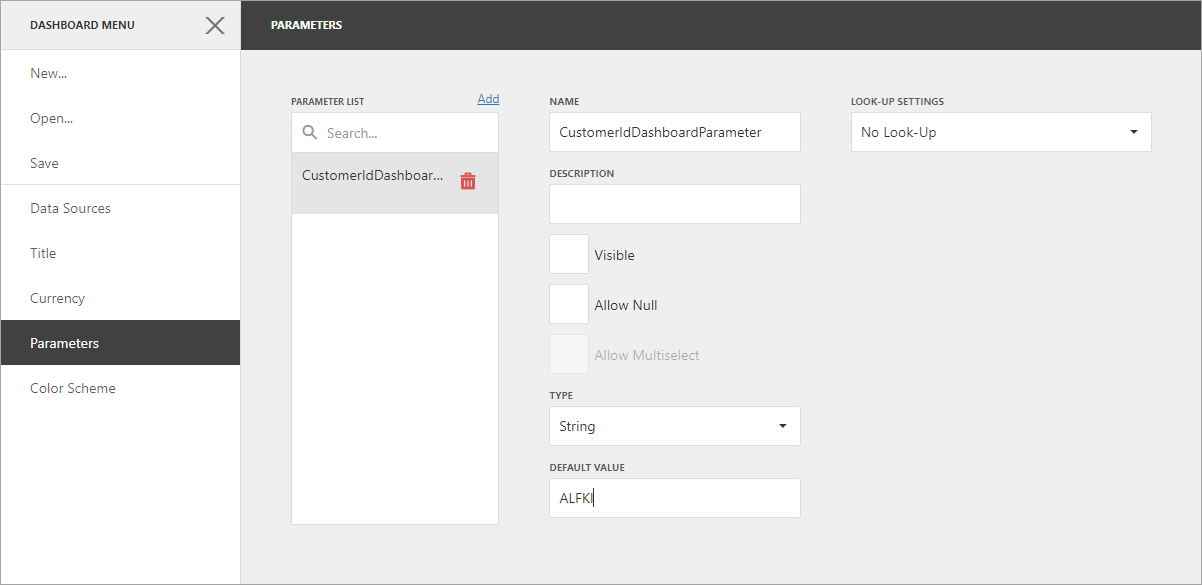 DASHBOARD MENU
New...
Open...
Save
Data Sources
Title
Currency
Parameters
Color Scheme
PARAMETERS
PARAMETER LIST
Add
Search...
CustomerIdDashboar...
NAME
CustomerIdDashboardParameter
DESCRIPTION
Visible
Allow Null
Allow Multiselect
TYPE
String
DEFAULT VALUE
ALFKI
LOOK-UP SETTINGS
No Look-Up